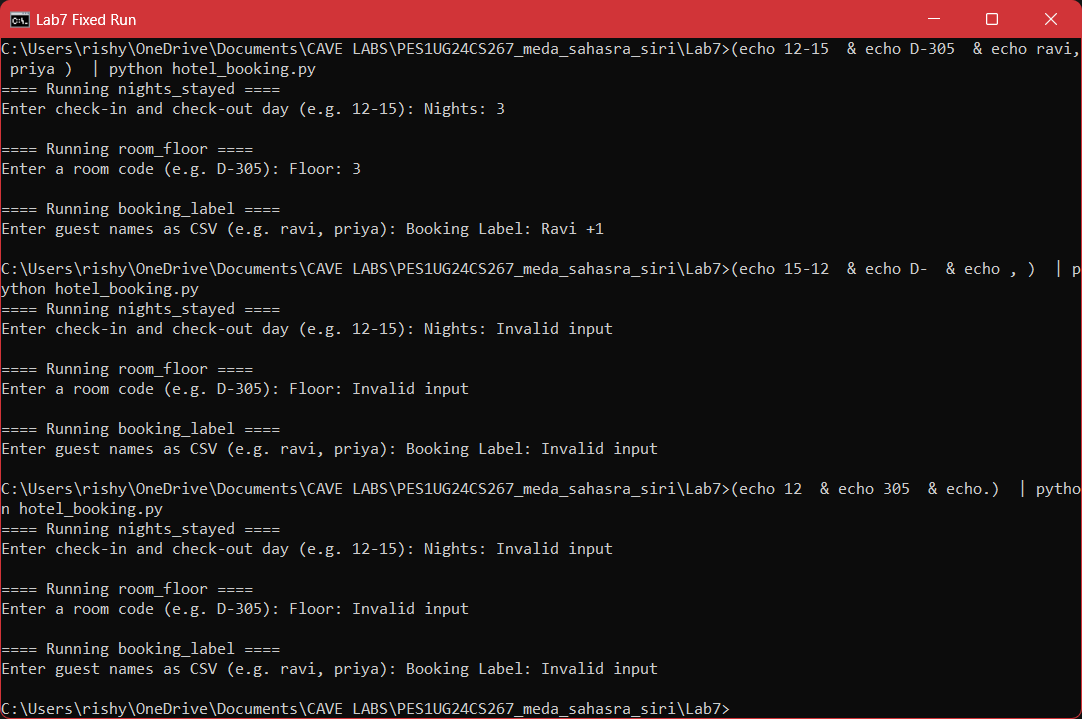 Lab7 Fixed Run
C:\Users\rishy\OneDrive\Documents\CAVE LABS\PES1UG24CS267_meda_sahasra_siri\Lab7>(echo 12-15  & echo D-305  & echo ravi,
 priya )  | python hotel_booking.py
==== Running nights_stayed ====
Enter check-in and check-out day (e.g. 12-15): Nights: 3
==== Running room_floor ====
Enter a room code (e.g. D-305): Floor: 3
==== Running booking_label ====
Enter guest names as CSV (e.g. ravi, priya): Booking Label: Ravi +1
C:\Users\rishy\OneDrive\Documents\CAVE LABS\PES1UG24CS267_meda_sahasra_siri\Lab7>(echo 15-12  & echo D-  & echo , )  | p
ython hotel_booking.py
==== Running nights_stayed ====
Enter check-in and check-out day (e.g. 12-15): Nights: Invalid input
==== Running room_floor ====
Enter a room code (e.g. D-305): Floor: Invalid input
==== Running booking_label ====
Enter guest names as CSV (e.g. ravi, priya): Booking Label: Invalid input
C:\Users\rishy\OneDrive\Documents\CAVE LABS\PES1UG24CS267_meda_sahasra_siri\Lab7>(echo 12  & echo 305  & echo.)  | pytho
n hotel_booking.py
==== Running nights_stayed ====
Enter check-in and check-out day (e.g. 12-15): Nights: Invalid input
==== Running room_floor ====
Enter a room code (e.g. D-305): Floor: Invalid input
==== Running booking_label ====
Enter guest names as CSV (e.g. ravi, priya): Booking Label: Invalid input
C:\Users\rishy\OneDrive\Documents\CAVE LABS\PES1UG24CS267_meda_sahasra_siri\Lab7>